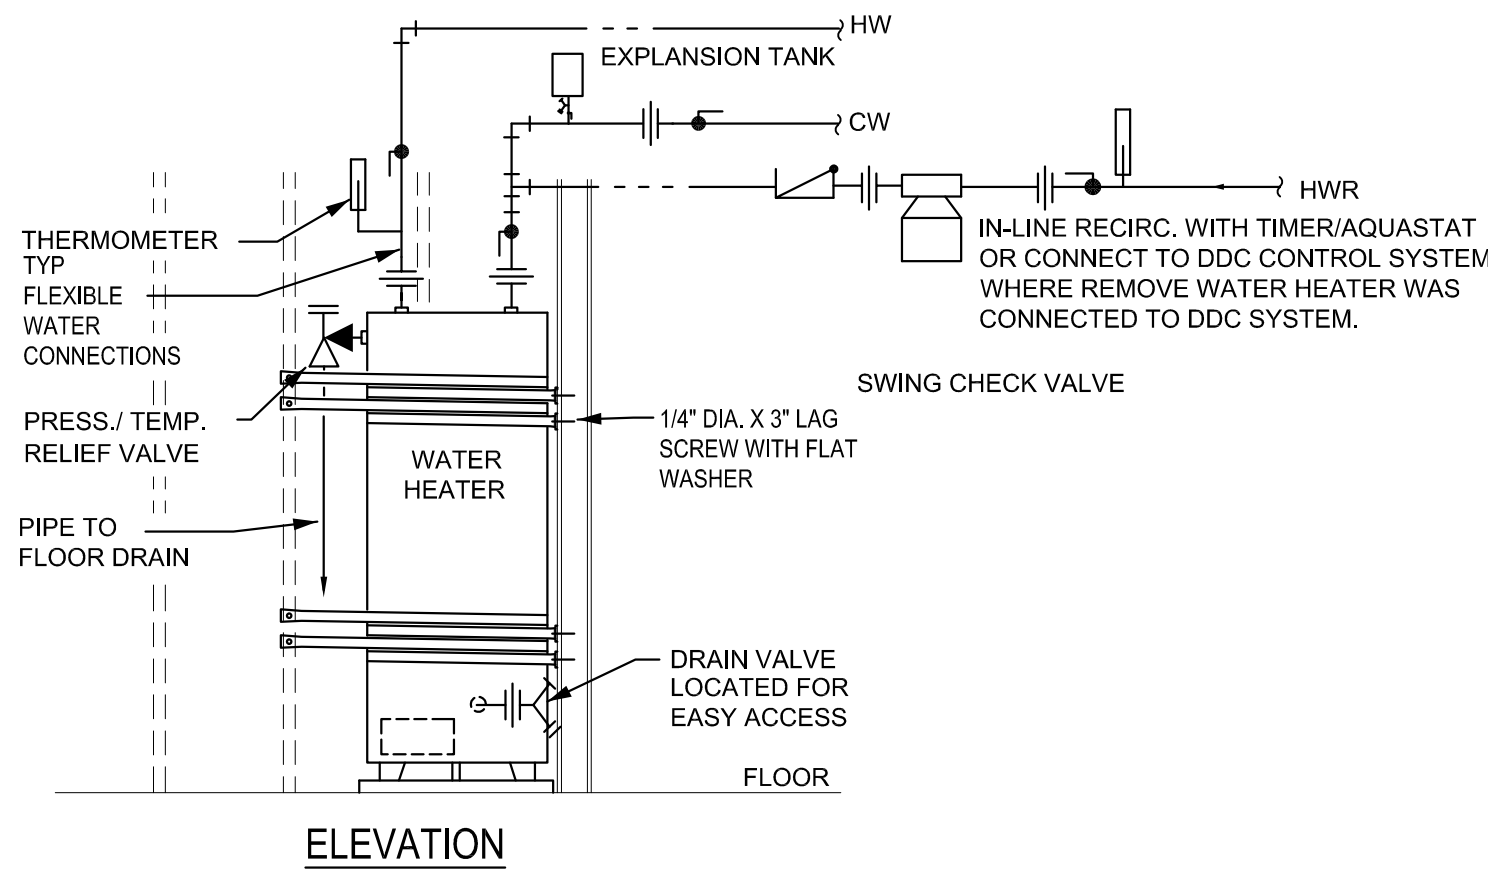 HW
EXPLANSION TANK
CW
HWR
IN-LINE RECIRC. WITH TIMER/AQUASTAT
OR CONNECT TO DDC CONTROL SYSTEM
WHERE REMOVE WATER HEATER WAS
CONNECTED TO DDC SYSTEM.
THERMOMETER
TYP
FLEXIBLE
WATER
CONNECTIONS
PRESS./ TEMP.
RELIEF VALVE
SWING CHECK VALVE
1/4" DIA. X 3" LAG
SCREW WITH FLAT
WASHER
WATER
HEATER
PIPE TO
FLOOR DRAIN
DRAIN VALVE
LOCATED FOR
EASY ACCESS
FLOOR
ELEVATION